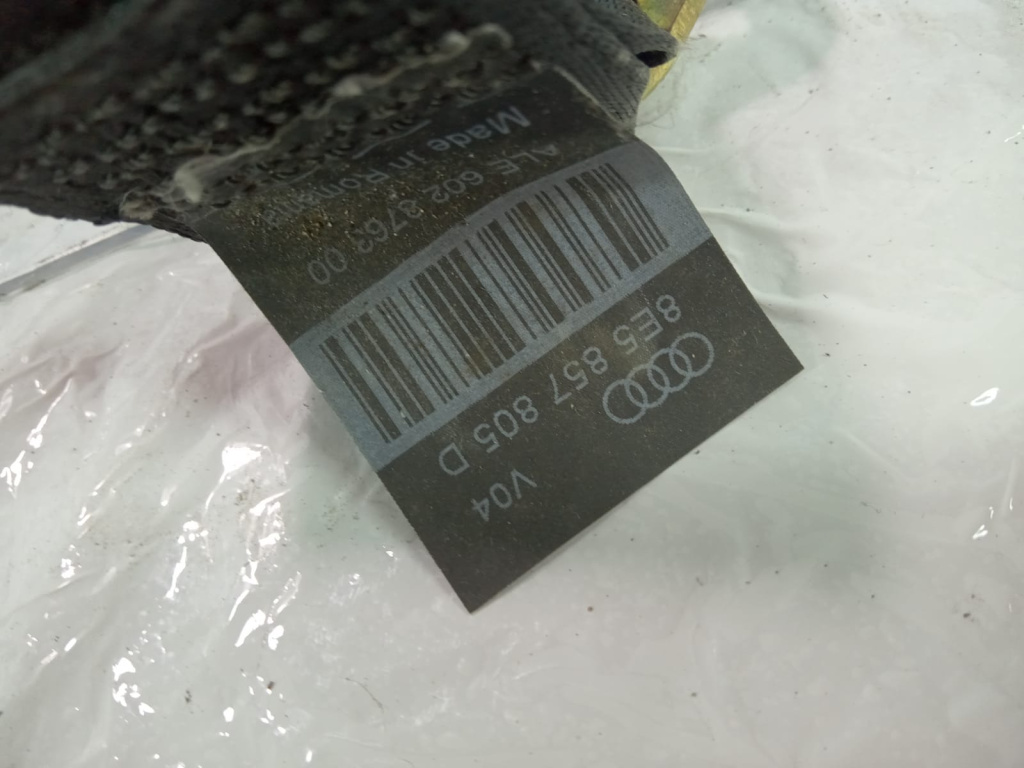 8E5 857 805 D
V04
ALE 602 3763 00
Made in Romania